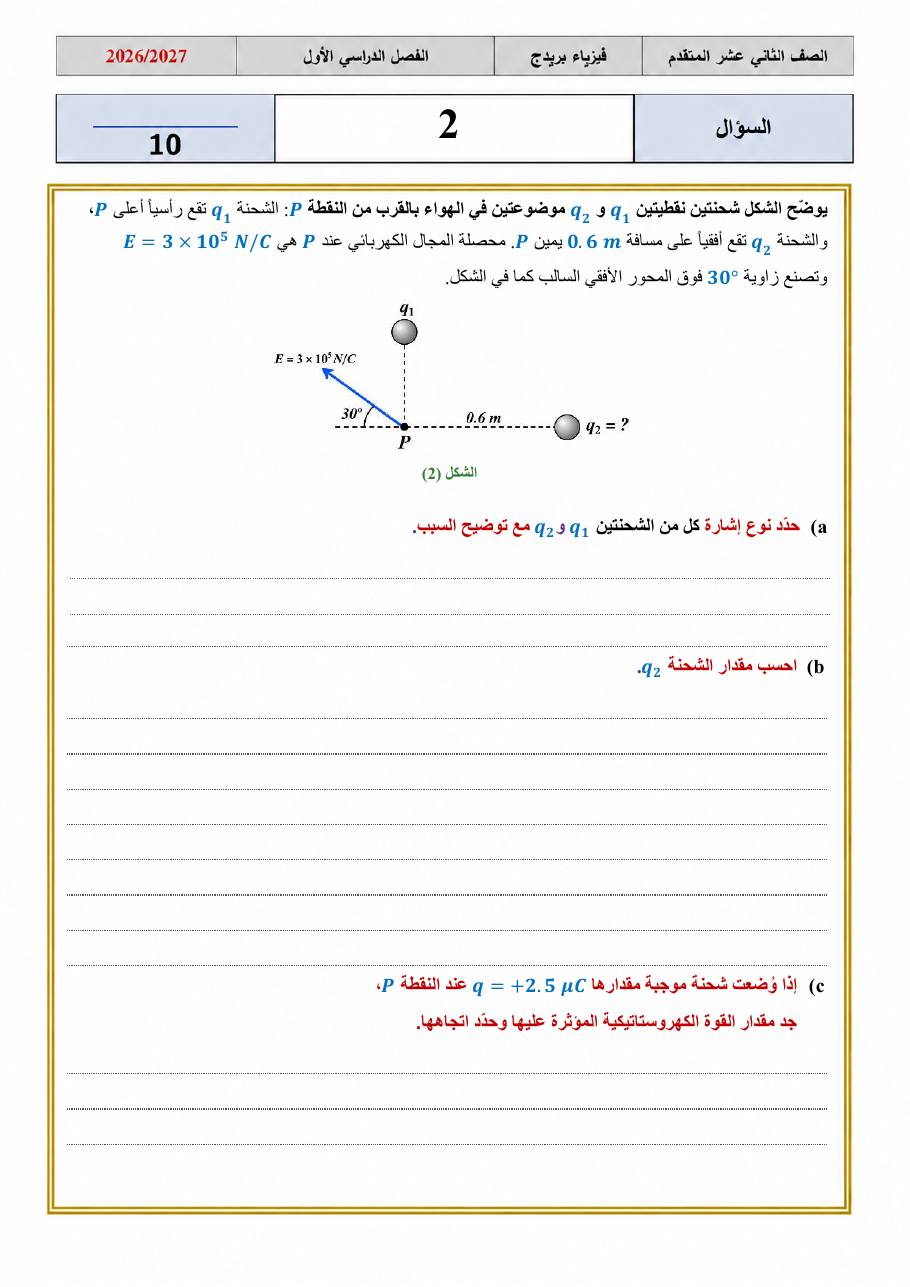 الصف الثاني عشر المتقدم فيزياء بريدج الفصل الدراسي الأول 2026/2027
السؤال 2 10
يوضّح الشكل شحنتين نقطيتين q₁ و q₂ موضوعتين في الهواء بالقرب من النقطة P: الشحنة q₁ تقع رأسياً أعلى P،
والشحنة q₂ تقع أفقياً على مسافة 0.6 m يمين P. محصلة المجال الكهربائي عند P هي E = 3 × 10⁵ N/C
وتصنع زاوية 30° فوق المحور الأفقي السالب كما في الشكل.
q₁
E = 3 × 10⁵ N/C
30°
0.6 m
q₂ = ?
P
الشكل (2)
a) حدّد نوع إشارة كل من الشحنتين q₁ و q₂ مع توضيح السبب.
b) احسب مقدار الشحنة q₂.
c) إذا وُضعت شحنة موجبة مقدارها q = +2.5 μC عند النقطة P،
جد مقدار القوة الكهروستاتيكية المؤثرة عليها وحدّد اتجاهها.